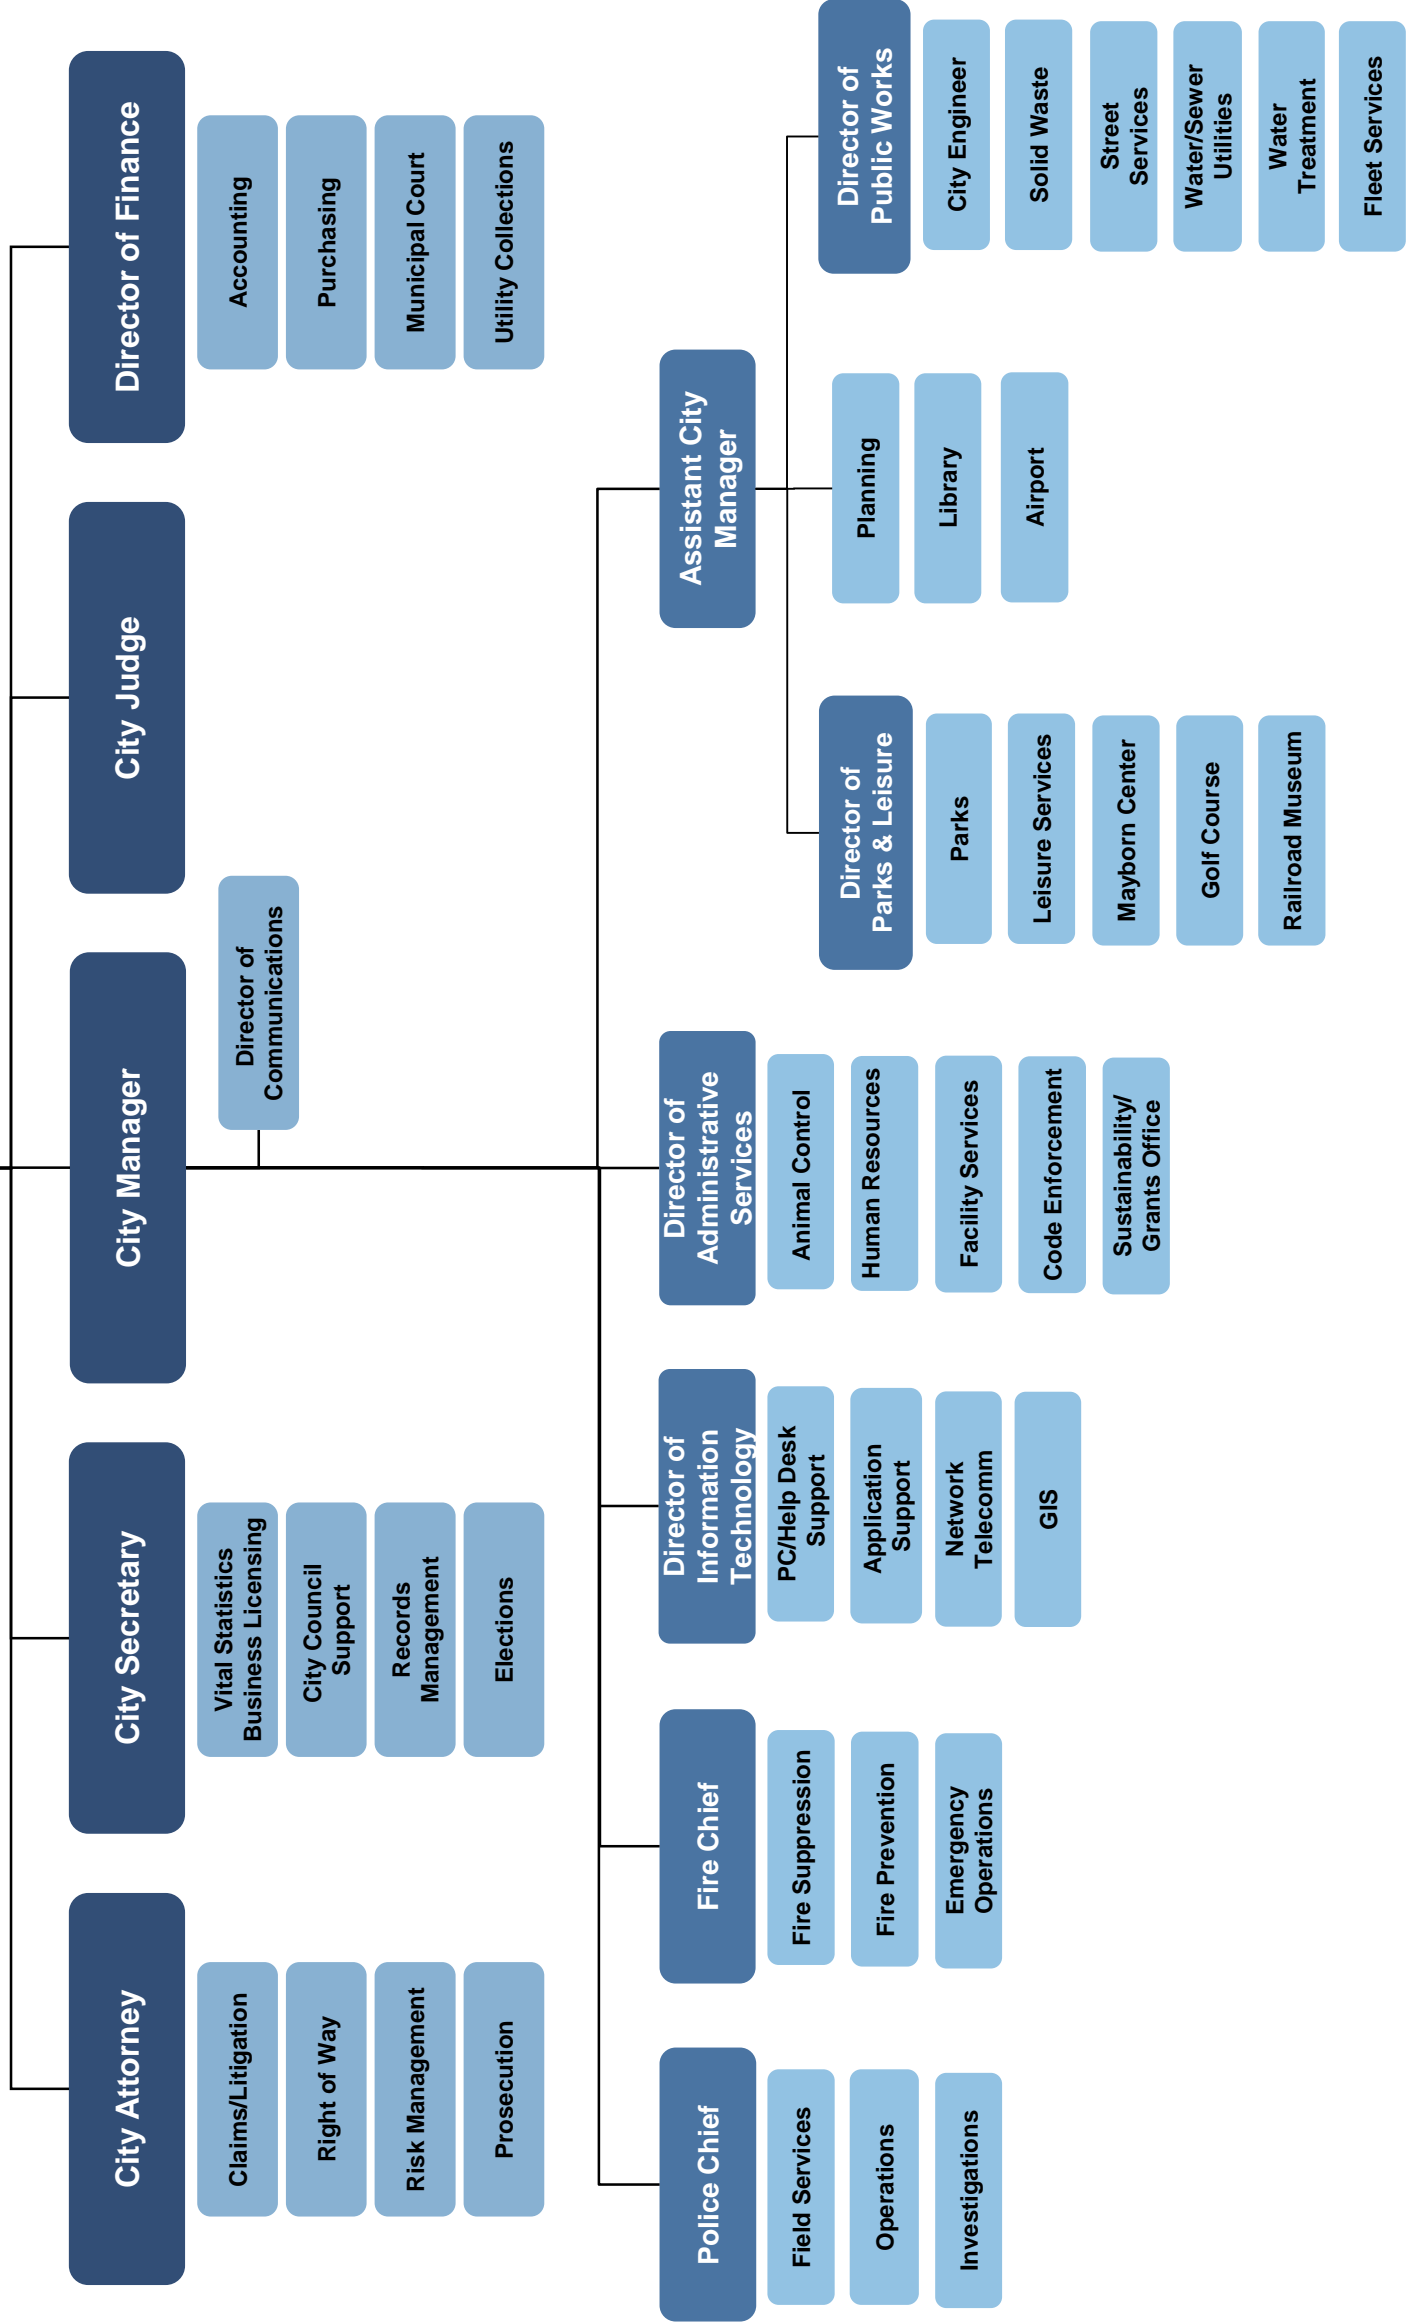 City Attorney
Claims/Litigation
Right of Way
Risk Management
Prosecution
City Secretary
Vital Statistics
Business Licensing
City Council
Support
Records
Management
Elections
City Manager
Director of
Communications
City Judge
Director of Finance
Accounting
Purchasing
Municipal Court
Utility Collections
Police Chief
Field Services
Operations
Investigations
Fire Chief
Fire Suppression
Fire Prevention
Emergency
Operations
Director of
Information
Technology
PC/Help Desk
Support
Application
Support
Network
Telecomm
GIS
Director of
Administrative
Services
Animal Control
Human Resources
Facility Services
Code Enforcement
Sustainability/
Grants Office
Assistant City
Manager
Director of
Parks & Leisure
Parks
Leisure Services
Mayborn Center
Golf Course
Railroad Museum
Planning
Library
Airport
Director of
Public Works
City Engineer
Solid Waste
Street
Services
Water/Sewer
Utilities
Water
Treatment
Fleet Services